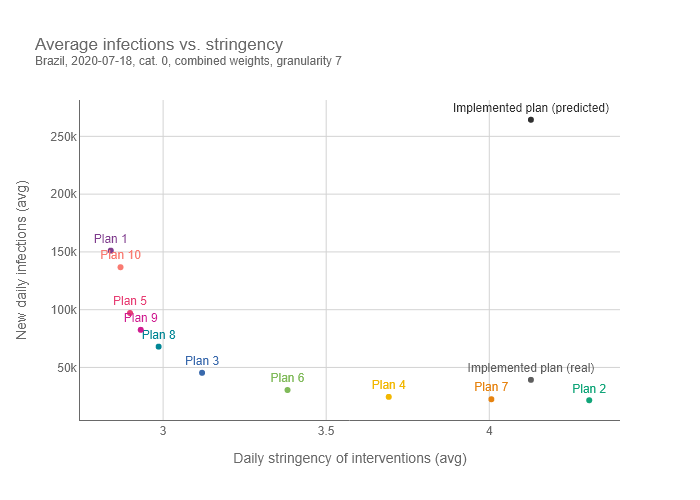 Average infections vs. stringency
Brazil, 2020-07-18, cat. 0, combined weights, granularity 7
Implemented plan (predicted)
250k
200k
150k
100k
50k
New daily infections (avg)
Plan 1
Plan 10
Plan 5
Plan 9
Plan 8
Plan 3
Plan 6
Plan 4
Implemented plan (real)
Plan 7
Plan 2
3
3.5
4
Daily stringency of interventions (avg)